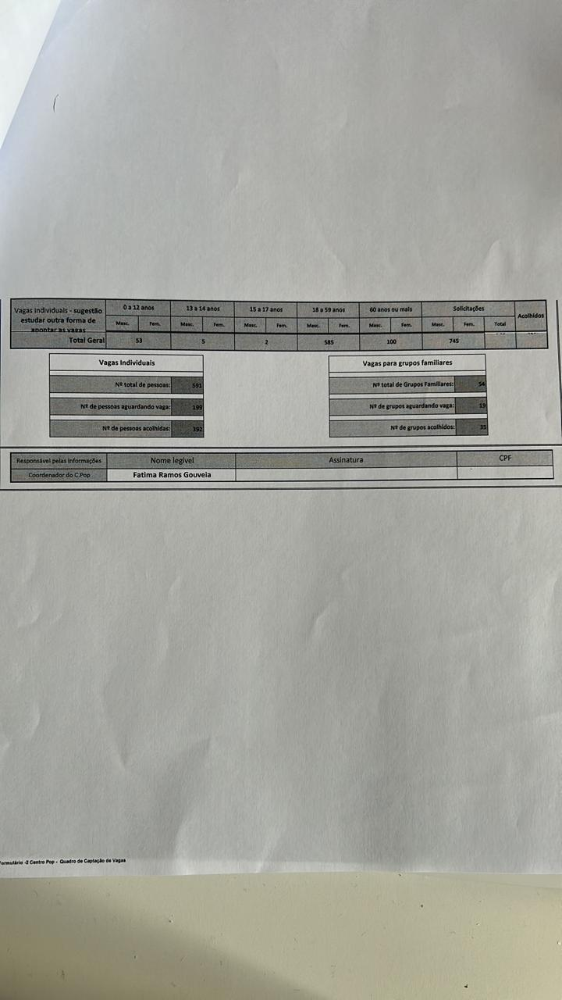 Vagas individuais - sugestão estudar outra forma de apontar as vagas
0 a 12 anos 13 a 14 anos 15 a 17 anos 18 a 59 anos 60 anos ou mais Solicitações Acolhidos
Masc. Fem. Masc. Fem. Masc. Fem. Masc. Fem. Masc. Fem. Masc. Fem. Total
Total Geral 53 5 2 585 100 745
Vagas Individuais
Nº total de pessoas: 591
Nº de pessoas aguardando vaga: 199
Nº de pessoas acolhidas: 392
Vagas para grupos familiares
Nº total de Grupos Familiares: 54
Nº de grupos aguardando vaga: 19
Nº de grupos acolhidos: 35
Responsável pelas informações Nome legível Assinatura CPF
Coordenador do C.Pop Fatima Ramos Gouveia
Formulário -2 Centro Pop - Quadro de Captação de Vagas